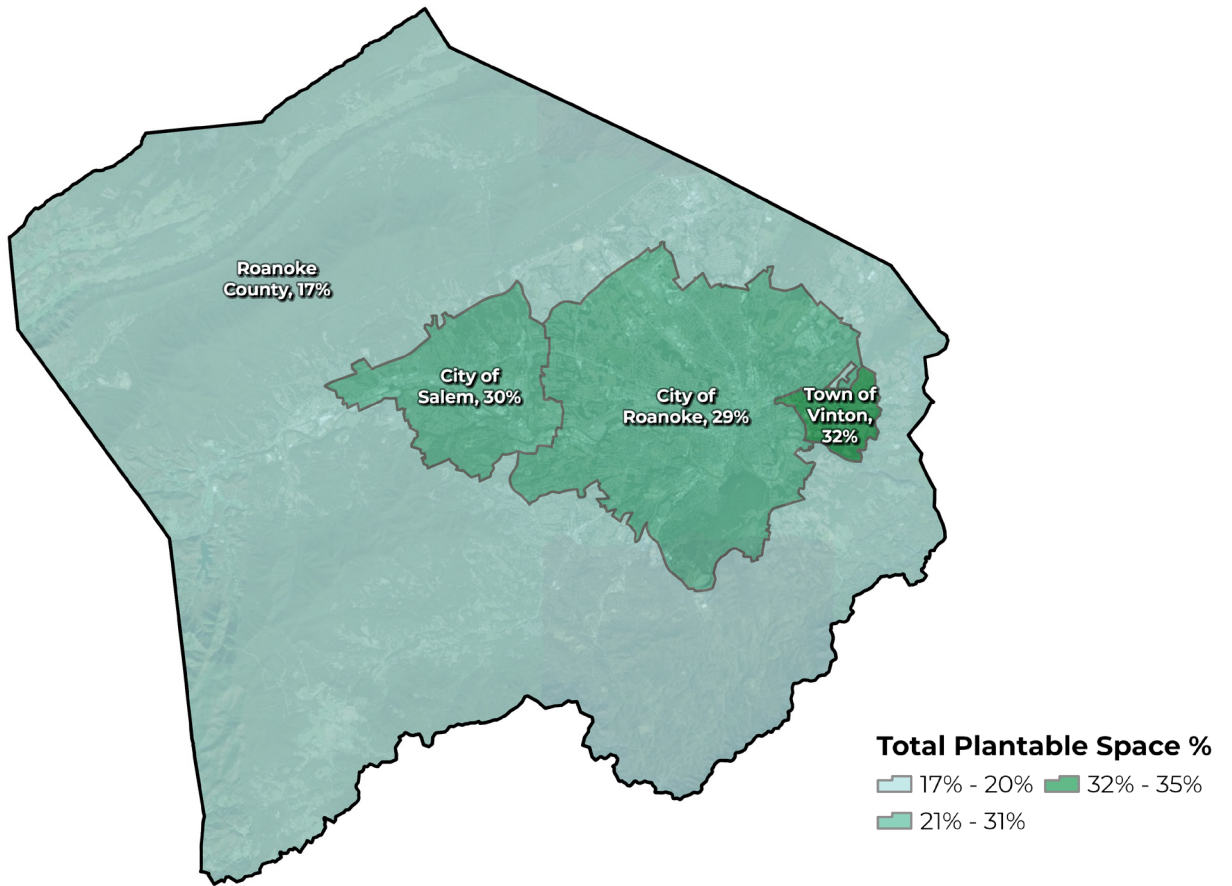 Roanoke
County, 17%
City of
Salem, 30%
City of
Roanoke, 29%
Town of
Vinton,
32%
Total Plantable Space %
17% - 20%
32% - 35%
21% - 31%